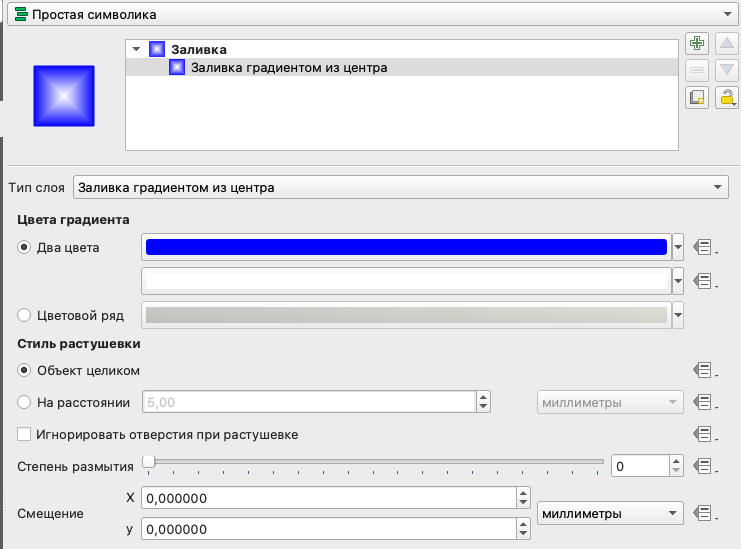 Простая символика
Заливка
Заливка градиентом из центра
Тип слоя Заливка градиентом из центра
Цвета градиента
Два цвета
Цветовой ряд
Стиль растушевки
Объект целиком
На расстоянии 5,00 миллиметры
Игнорировать отверстия при растушевке
Степень размытия 0
X 0,000000
Смещение миллиметры
y 0,000000